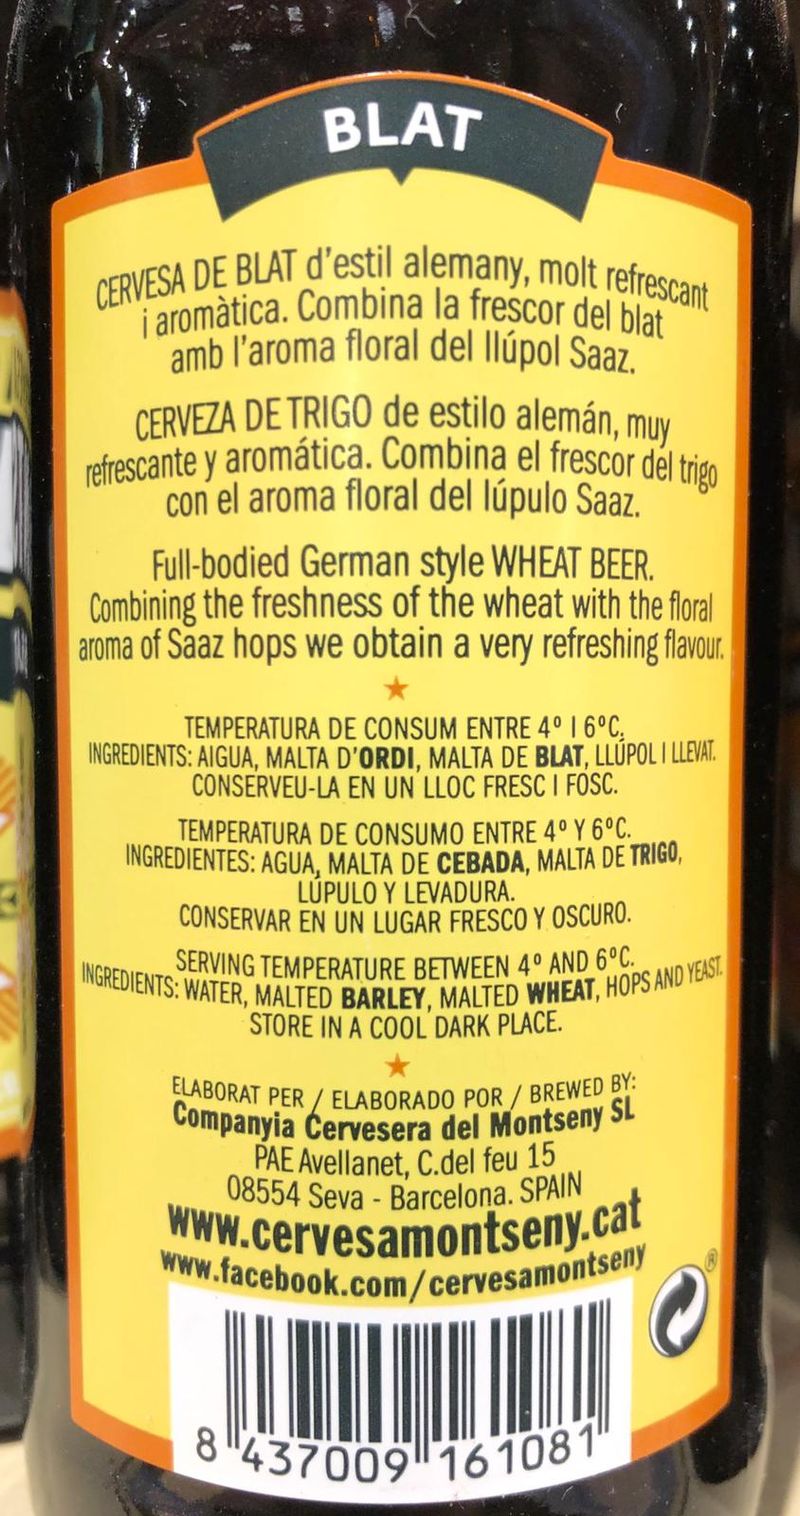 BLAT
CERVESA DE BLAT d'estil alemany, molt refrescant
i aromàtica. Combina la frescor del blat
amb l'aroma floral del llúpol Saaz.
CERVEZA DE TRIGO de estilo alemán, muy
refrescante y aromática. Combina el frescor del trigo
con el aroma floral del lúpulo Saaz.
Full-bodied German style WHEAT BEER.
Combining the freshness of the wheat with the floral
aroma of Saaz hops we obtain a very refreshing flavour.
TEMPERATURA DE CONSUM ENTRE 4º I 6ºC.
INGREDIENTS: AIGUA, MALTA D'ORDI, MALTA DE BLAT, LLÚPOL I LLEVAT.
CONSERVEU-LA EN UN LLOC FRESC I FOSC.
TEMPERATURA DE CONSUMO ENTRE 4º Y 6ºC.
INGREDIENTES: AGUA, MALTA DE CEBADA, MALTA DE TRIGO,
LÚPULO Y LEVADURA.
CONSERVAR EN UN LUGAR FRESCO Y OSCURO.
SERVING TEMPERATURE BETWEEN 4º AND 6ºC.
INGREDIENTS: WATER, MALTED BARLEY, MALTED WHEAT, HOPS AND YEAST.
STORE IN A COOL DARK PLACE.
ELABORAT PER / ELABORADO POR / BREWED BY:
Companyia Cervesera del Montseny SL
PAE Avellanet, C.del feu 15
08554 Seva - Barcelona. SPAIN
www.cervesamontseny.cat
www.facebook.com/cervesamontseny
®
8 437009 161081